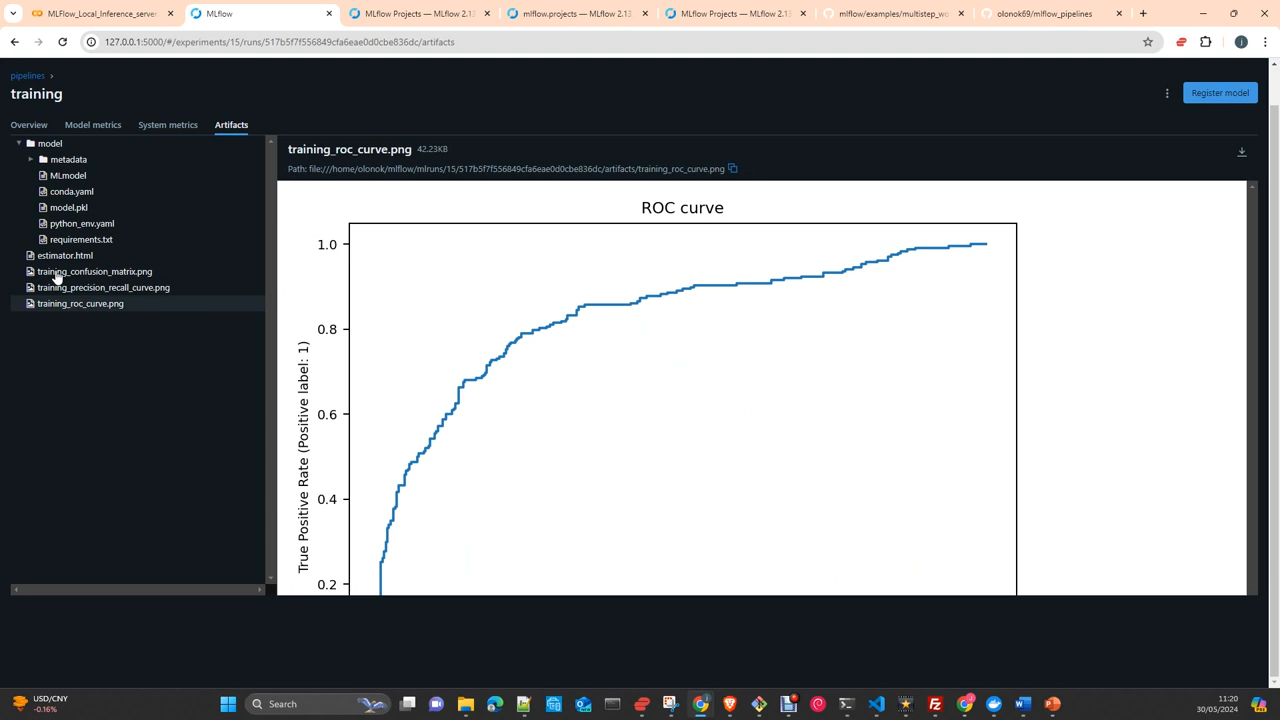 MLFlow_Local_Inference_server
MLflow
MLflow Projects — MLflow 2.13
mlflow.projects — MLflow 2.13
MLflow Projects — MLflow 2.13
mlflow/examples/multistep_wo
olonok69/mlflow_pipelines
127.0.0.1:5000/#/experiments/15/runs/517b5f7f556849cfa6eae0d0cbe836dc/artifacts
pipelines
training
Register model
Overview
Model metrics
System metrics
Artifacts
model
metadata
MLmodel
conda.yaml
model.pkl
python_env.yaml
requirements.txt
estimator.html
training_confusion_matrix.png
training_precision_recall_curve.png
training_roc_curve.png
training_roc_curve.png 42.23KB
Path: file:///home/olonok/mlflow/mlruns/15/517b5f7f556849cfa6eae0d0cbe836dc/artifacts/training_roc_curve.png
ROC curve
1.0
0.8
0.6
0.4
0.2
True Positive Rate (Positive label: 1)
USD/CNY
-0.16%
Search
11:20
30/05/2024